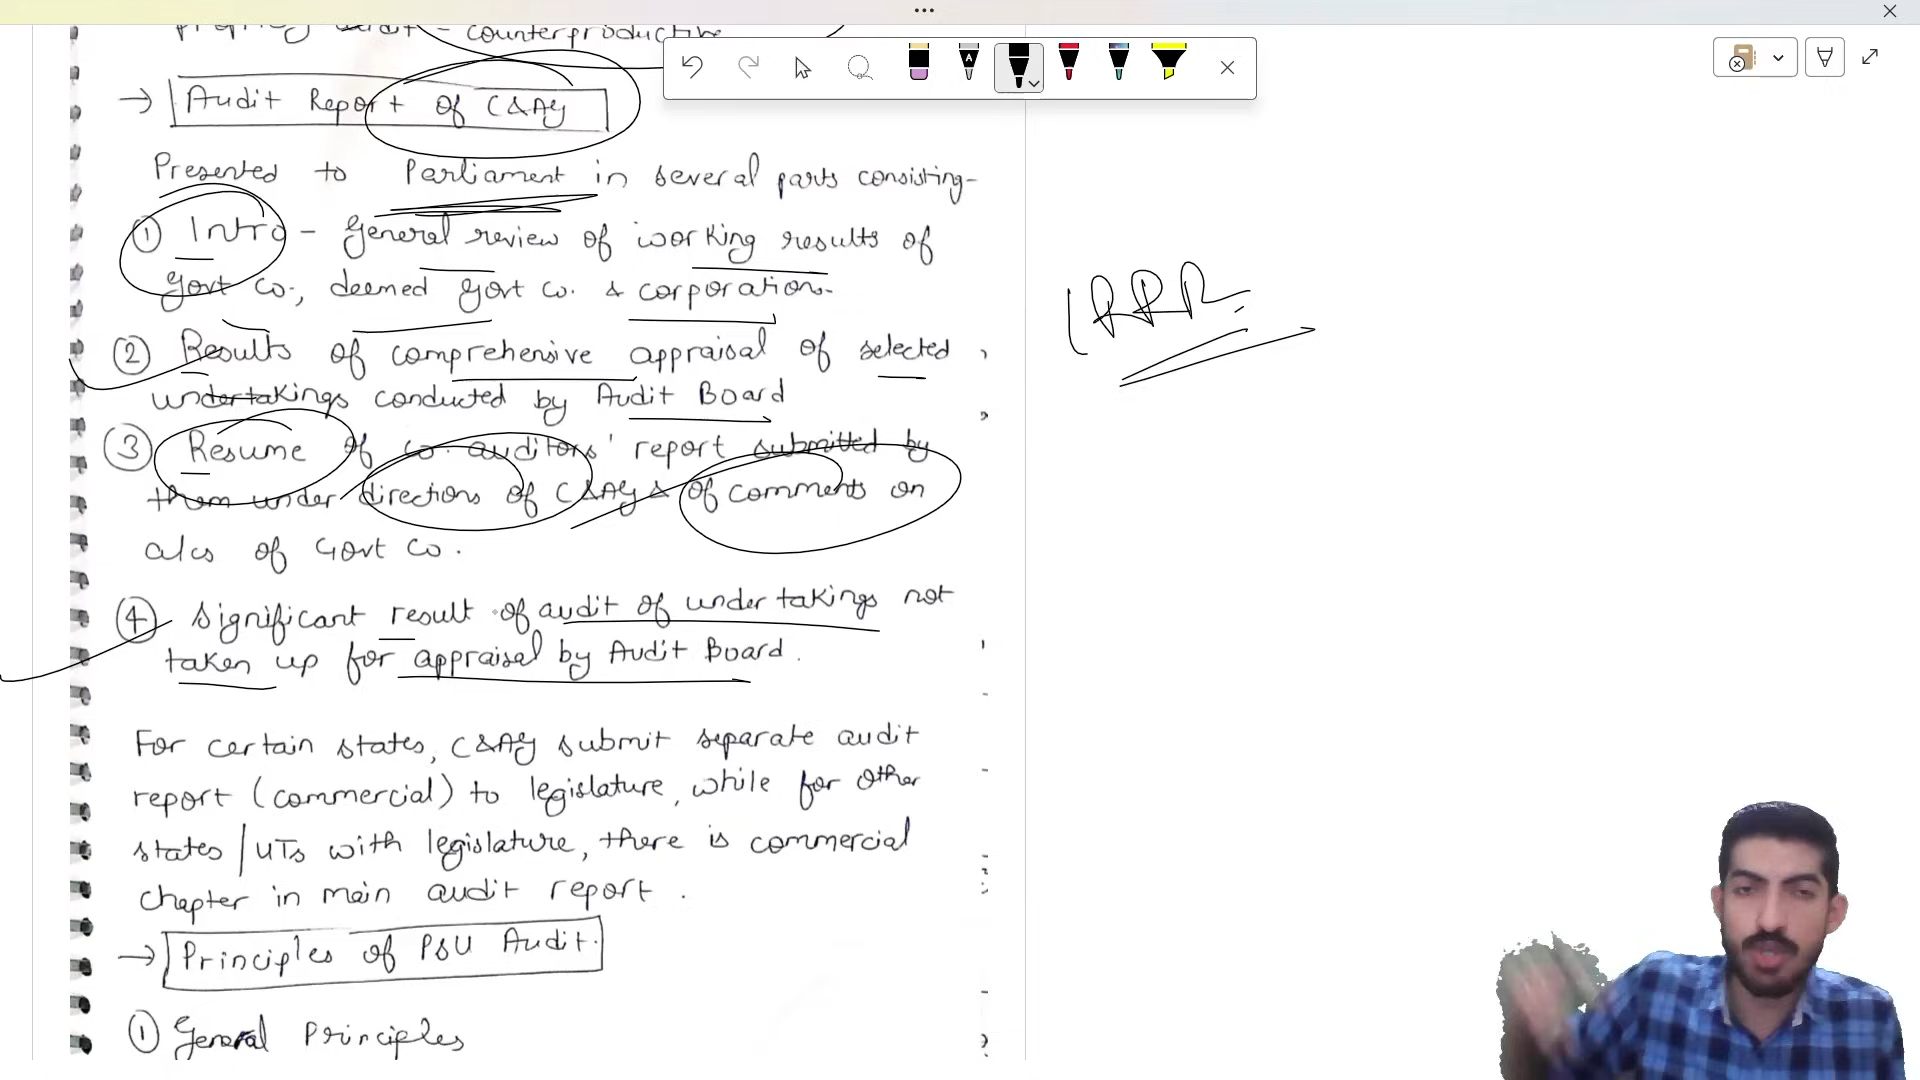 propriety audit - counterproductive
→ Audit Report of C&AG
Presented to Parliament in several parts consisting-
① Intro - General review of working results of
Govt co., deemed govt co. & corporation.
② Results of comprehensive appraisal of selected
undertakings conducted by Audit Board
③ Resume of co. auditors' report submitted by
them under directions of C&AG & of comments on
a/cs of Govt Co.
④ Significant result of audit of undertakings not
taken up for appraisal by Audit Board.
For certain states, C&AG submit separate audit
report (commercial) to legislature, while for other
states/UTs with legislature, there is commercial
chapter in main audit report.
→ Principles of PSU Audit.
① General Principles
IRRR